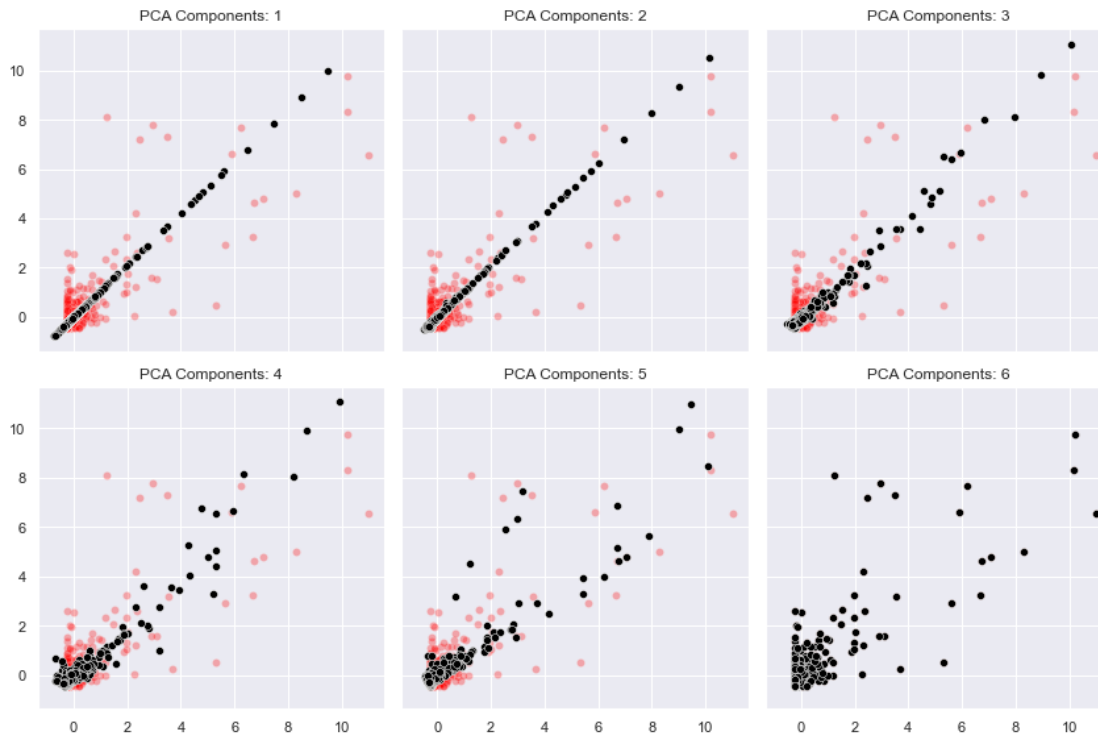 PCA Components: 1
PCA Components: 2
PCA Components: 3
10
8
6
4
2
0
PCA Components: 4
PCA Components: 5
PCA Components: 6
10
8
6
4
2
0
0 2 4 6 8 10
0 2 4 6 8 10
0 2 4 6 8 10